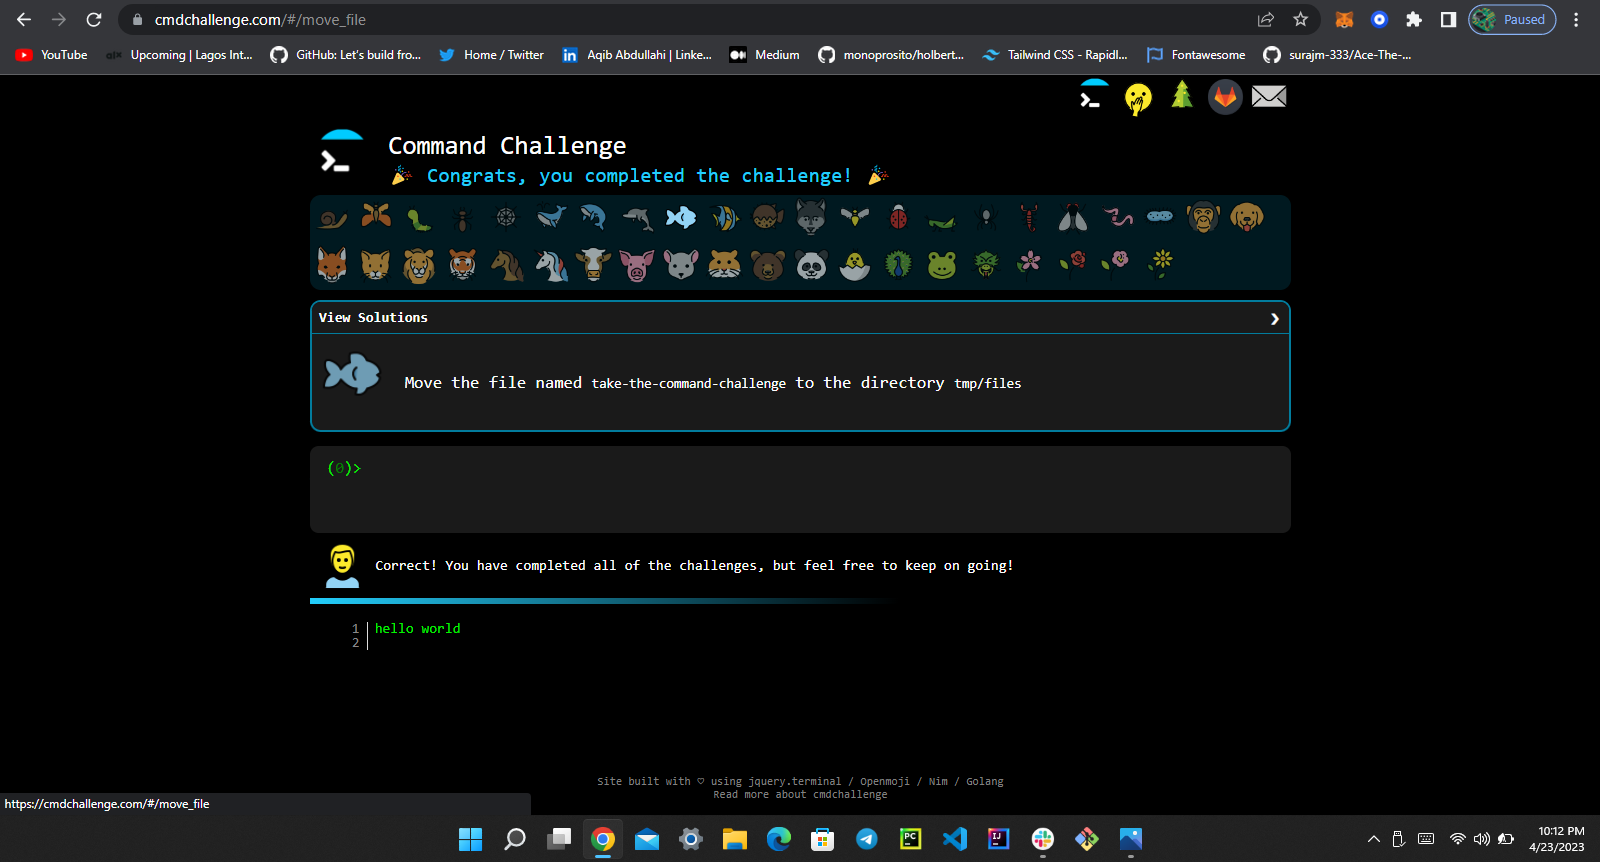 cmdchallenge.com/#/move_file
Paused
YouTube
Upcoming | Lagos Int...
GitHub: Let's build fro...
Home / Twitter
Aqib Abdullahi | Linke...
Medium
monoprosito/holbert...
Tailwind CSS - Rapidl...
Fontawesome
surajm-333/Ace-The-...
Command Challenge
Congrats, you completed the challenge!
View Solutions
Move the file named take-the-command-challenge to the directory tmp/files
(0)>
Correct! You have completed all of the challenges, but feel free to keep on going!
1 hello world
2
Site built with ♡ using jquery.terminal / Openmoji / Nim / Golang
Read more about cmdchallenge
https://cmdchallenge.com/#/move_file
10:12 PM
4/23/2023